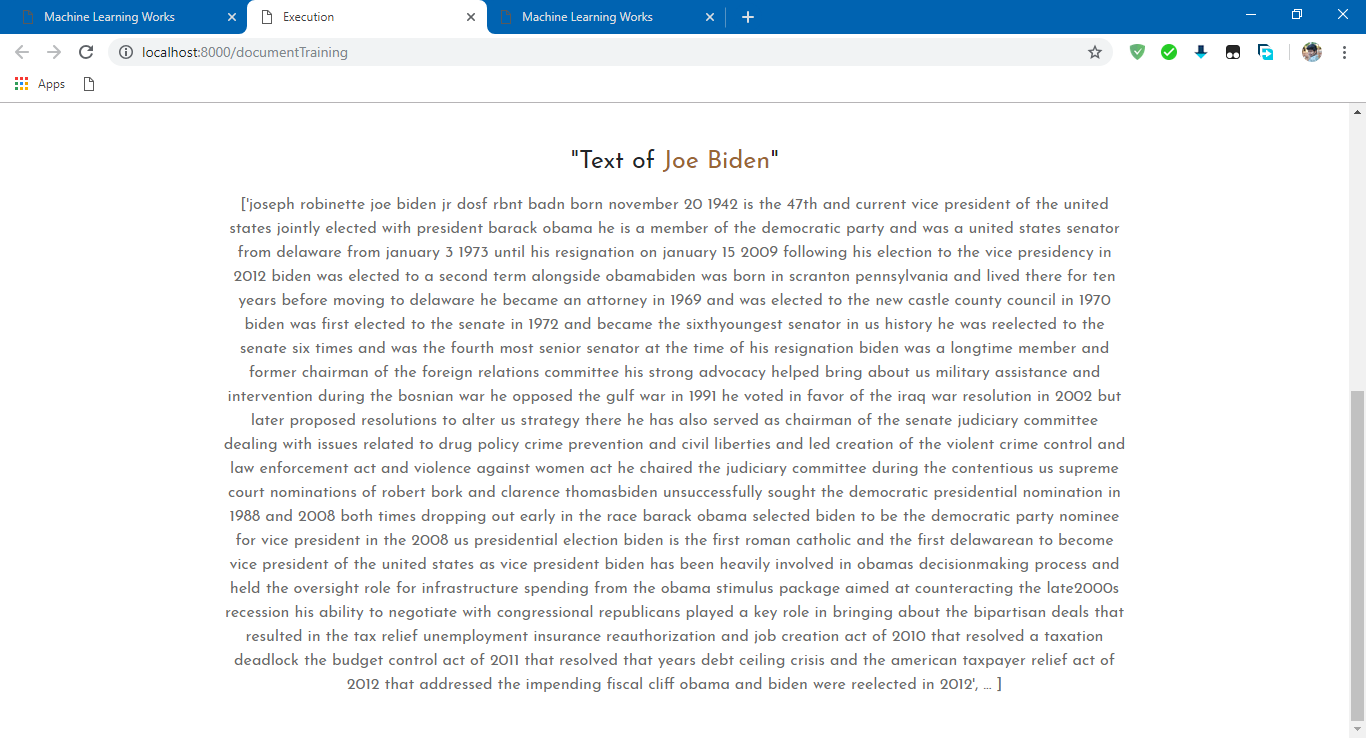 Machine Learning Works
Execution
Machine Learning Works
localhost:8000/documentTraining
Apps
"Text of Joe Biden"
['joseph robinette joe biden jr dosf rbnt badn born november 20 1942 is the 47th and current vice president of the united
states jointly elected with president barack obama he is a member of the democratic party and was a united states senator
from delaware from january 3 1973 until his resignation on january 15 2009 following his election to the vice presidency in
2012 biden was elected to a second term alongside obamabiden was born in scranton pennsylvania and lived there for ten
years before moving to delaware he became an attorney in 1969 and was elected to the new castle county council in 1970
biden was first elected to the senate in 1972 and became the sixthyoungest senator in us history he was reelected to the
senate six times and was the fourth most senior senator at the time of his resignation biden was a longtime member and
former chairman of the foreign relations committee his strong advocacy helped bring about us military assistance and
intervention during the bosnian war he opposed the gulf war in 1991 he voted in favor of the iraq war resolution in 2002 but
later proposed resolutions to alter us strategy there he has also served as chairman of the senate judiciary committee
dealing with issues related to drug policy crime prevention and civil liberties and led creation of the violent crime control and
law enforcement act and violence against women act he chaired the judiciary committee during the contentious us supreme
court nominations of robert bork and clarence thomasbiden unsuccessfully sought the democratic presidential nomination in
1988 and 2008 both times dropping out early in the race barack obama selected biden to be the democratic party nominee
for vice president in the 2008 us presidential election biden is the first roman catholic and the first delawarean to become
vice president of the united states as vice president biden has been heavily involved in obamas decisionmaking process and
held the oversight role for infrastructure spending from the obama stimulus package aimed at counteracting the late2000s
recession his ability to negotiate with congressional republicans played a key role in bringing about the bipartisan deals that
resulted in the tax relief unemployment insurance reauthorization and job creation act of 2010 that resolved a taxation
deadlock the budget control act of 2011 that resolved that years debt ceiling crisis and the american taxpayer relief act of
2012 that addressed the impending fiscal cliff obama and biden were reelected in 2012', ... ]